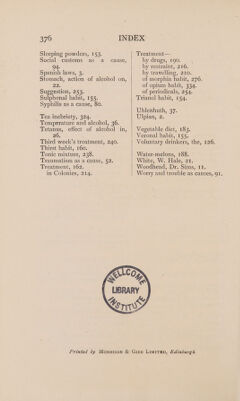 376
INDEX
Sleeping powders, 153.
Social customs as a cause,
94.
Spanish laws, 3.
Stomach, action of alcohol on,
22.
Suggestion, 253.
Sulphonal habit, 155.
Syphilis as a cause, 80.
Tea inebriety, 324.
Temperature and alcohol, 36.
Tetanus, effect of alcohol in,
26.
Third week's treatment, 240.
Thirst habit, 160.
Tonic mixture, 238.
Traumatism as a cause, 52.
Treatment, 162.
in Colonies, 214.
Treatment—
by drugs, 190.
by restraint, 216.
by travelling, 210.
of morphia habit, 276.
of opium habit, 334.
of periodicals, 254.
Trional habit, 154.
Uhlenhuth, 37.
Ulpian, 2.
Vegetable diet, 185.
Veronal habit, 155.
Voluntary drinkers, the, 126.
Water-melons, 188.
White, W. Hale, 21.
Woodhead, Dr. Sims, 11.
Worry and trouble as causes, 91.
WELLCOME
LIBRARY
INSTITUTE
Printed by MORRISON & GIBB LIMITED, Edinburgh